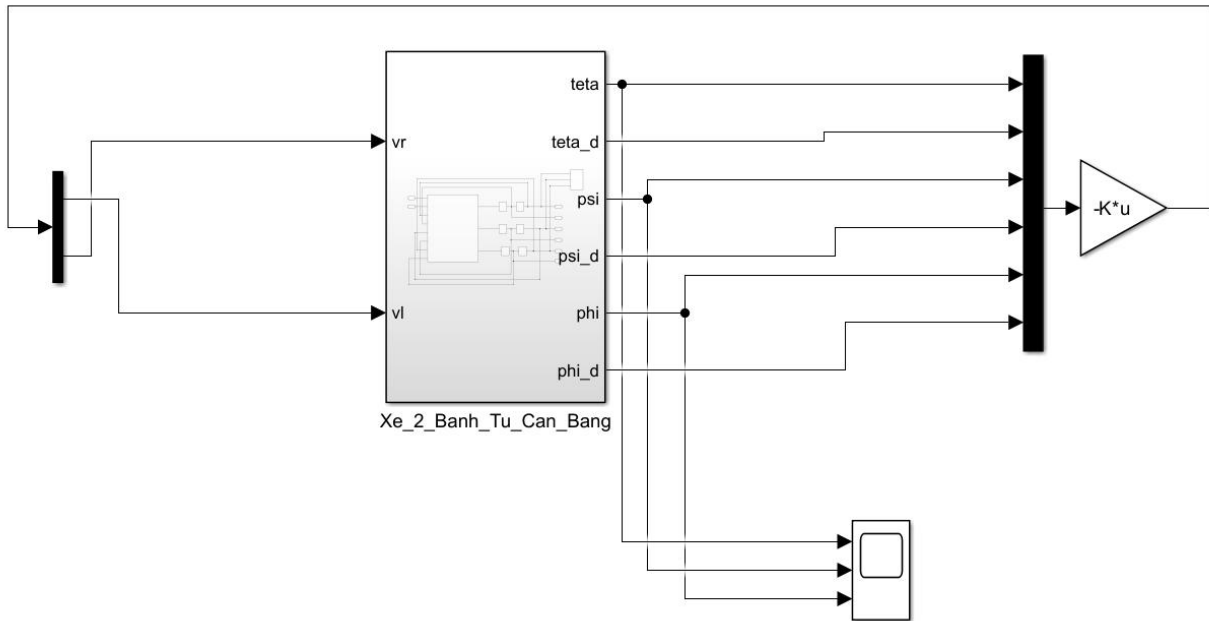 teta
vr
teta_d
psi
psi_d
vl
phi
phi_d
-K*u
Xe_2_Banh_Tu_Can_Bang